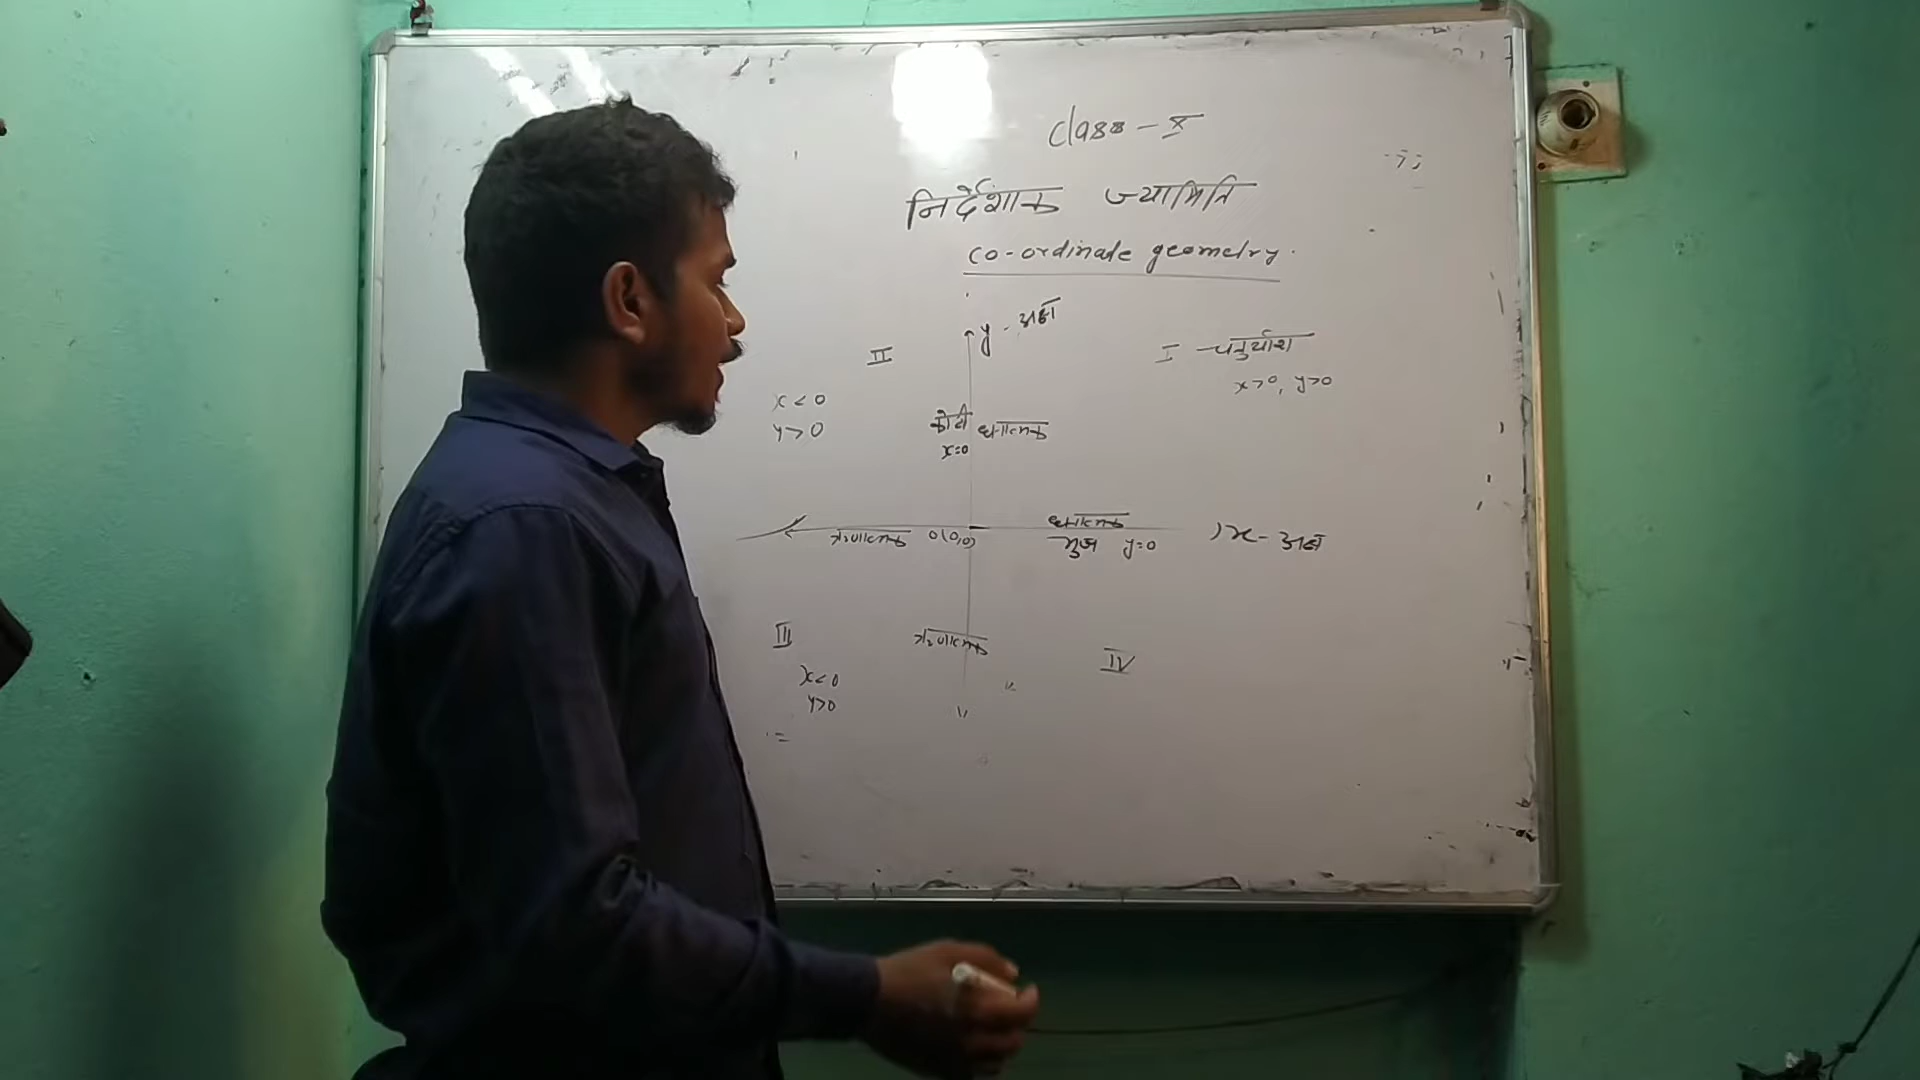 Class - X
निर्देशांक ज्यामिति
co-ordinate geometry.
y - अक्ष
II
I चतुर्थांश
x>0, y>0
x<0
y>0
कोटी धनात्मक
x=0
धनात्मक
ऋणात्मक 0(0,0) भुज y=0 x- अक्ष
III
ऋणात्मक
IV
x<0
y>0